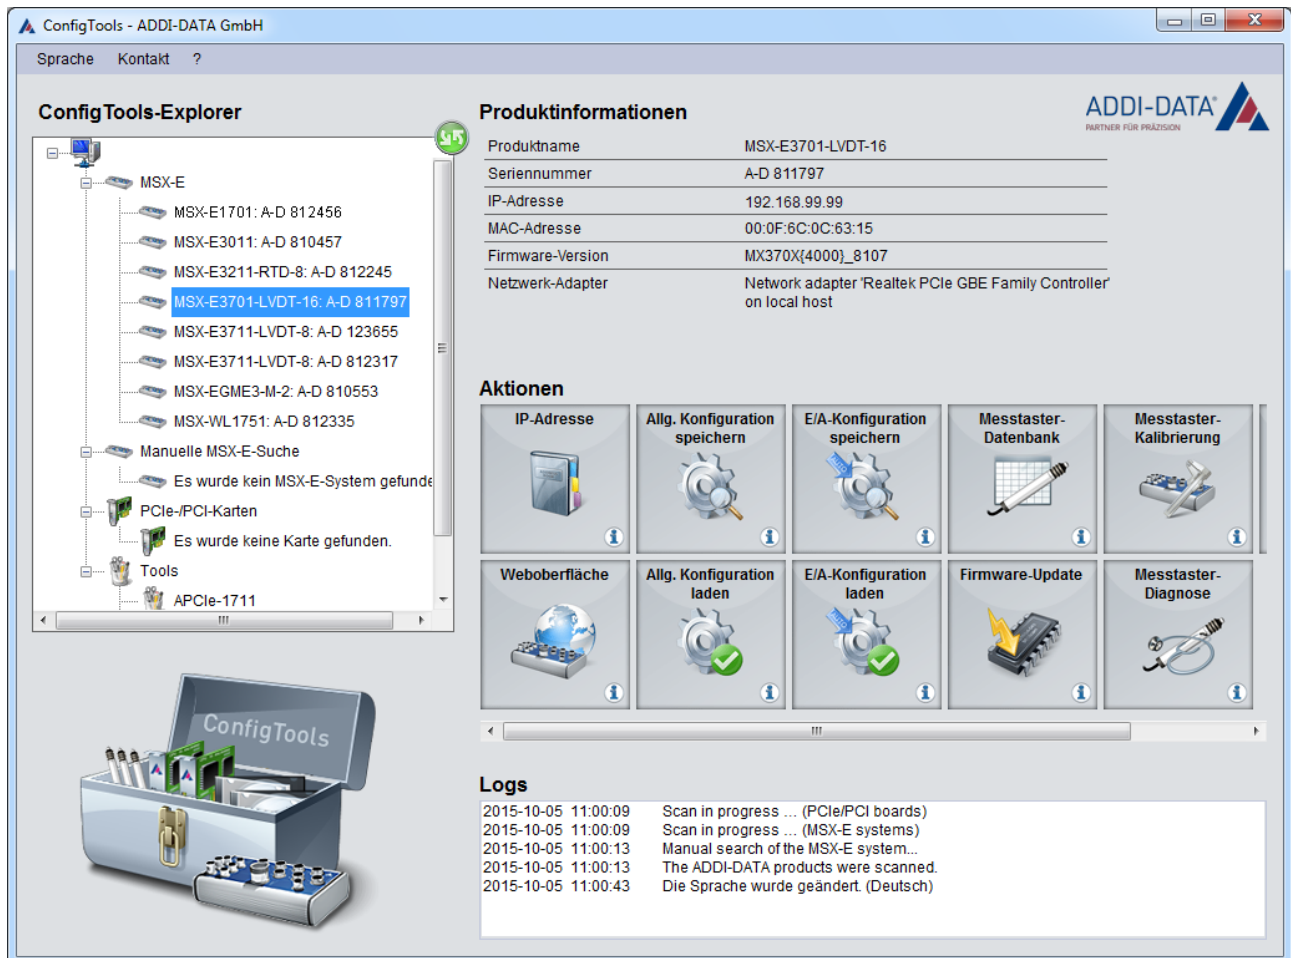 ConfigTools - ADDI-DATA GmbH
Sprache Kontakt ?
ConfigTools-Explorer
MSX-E
MSX-E1701: A-D 812456
MSX-E3011: A-D 810457
MSX-E3211-RTD-8: A-D 812245
MSX-E3701-LVDT-16: A-D 811797
MSX-E3711-LVDT-8: A-D 123655
MSX-E3711-LVDT-8: A-D 812317
MSX-EGME3-M-2: A-D 810553
MSX-WL1751: A-D 812335
Manuelle MSX-E-Suche
Es wurde kein MSX-E-System gefunde
PCIe-/PCI-Karten
Es wurde keine Karte gefunden.
Tools
APCIe-1711
ConfigTools
Produktinformationen
ADDI-DATA
PARTNER FÜR PRÄZISION
Produktname MSX-E3701-LVDT-16
Seriennummer A-D 811797
IP-Adresse 192.168.99.99
MAC-Adresse 00:0F:6C:0C:63:15
Firmware-Version MX370X{4000}_8107
Netzwerk-Adapter Network adapter 'Realtek PCIe GBE Family Controller'
on local host
Aktionen
IP-Adresse
Allg. Konfiguration
speichern
E/A-Konfiguration
speichern
Messtaster-
Datenbank
Messtaster-
Kalibrierung
Weboberfläche
Allg. Konfiguration
laden
E/A-Konfiguration
laden
Firmware-Update
Messtaster-
Diagnose
Logs
2015-10-05 11:00:09 Scan in progress ... (PCIe/PCI boards)
2015-10-05 11:00:09 Scan in progress ... (MSX-E systems)
2015-10-05 11:00:13 Manual search of the MSX-E system...
2015-10-05 11:00:13 The ADDI-DATA products were scanned.
2015-10-05 11:00:43 Die Sprache wurde geändert. (Deutsch)